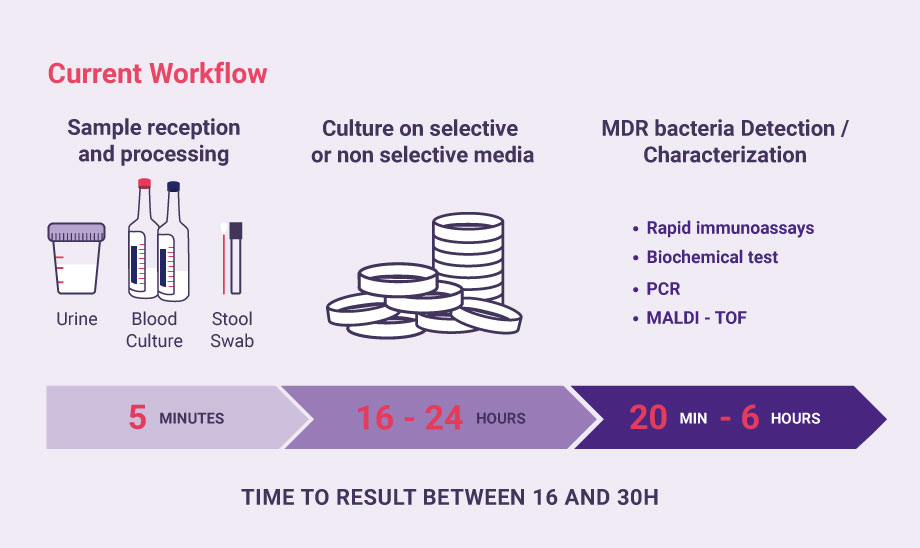 Current Workflow
Sample reception
and processing
Culture on selective
or non selective media
MDR bacteria Detection /
Characterization
Urine
Blood
Culture
Stool
Swab
• Rapid immunoassays
• Biochemical test
• PCR
• MALDI - TOF
5 MINUTES
16 - 24 HOURS
20 MIN - 6 HOURS
TIME TO RESULT BETWEEN 16 AND 30H